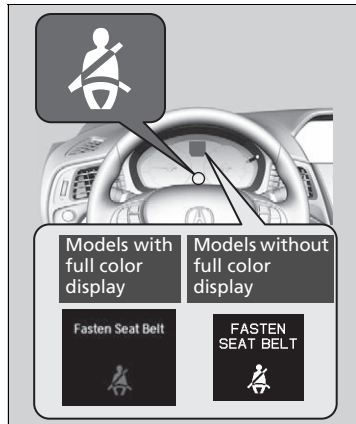 Models with
full color
display
Models without
full color
display
Fasten Seat Belt
FASTEN
SEAT BELT